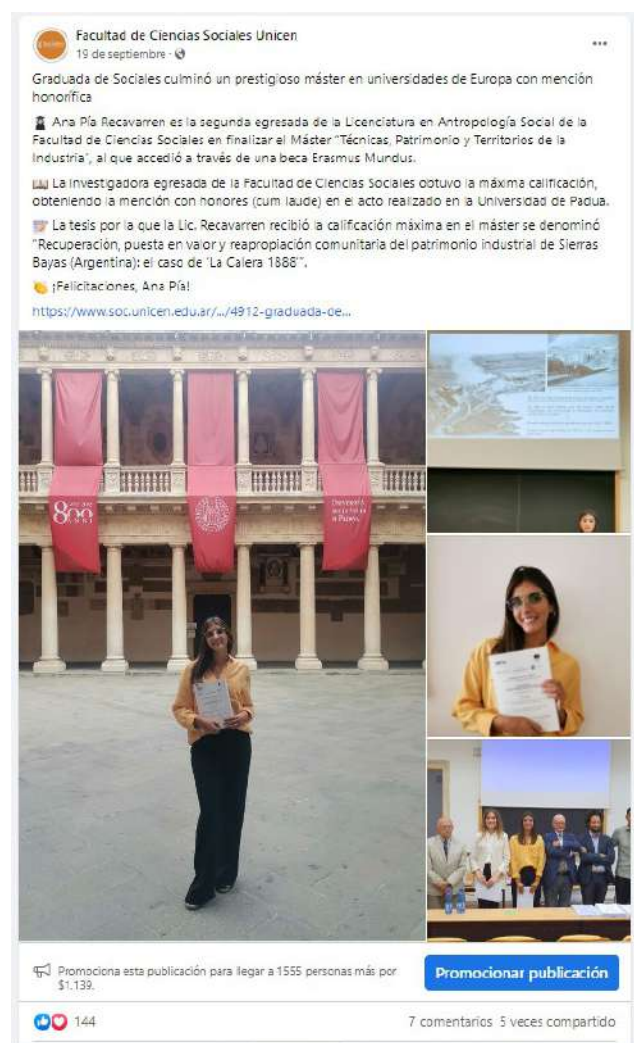 Facultad de Ciencias Sociales Unicen
19 de septiembre ·
Graduada de Sociales culminó un prestigioso máster en universidades de Europa con mención
honorífica
Ana Pía Recavarren es la segunda egresada de la Licenciatura en Antropología Social de la
Facultad de Ciencias Sociales en finalizar el Máster "Técnicas, Patrimonio y Territorios de la
Industria", al que accedió a través de una beca Erasmus Mundus.
La investigadora egresada de la Facultad de Ciencias Sociales obtuvo la máxima calificación,
obteniendo la mención con honores (cum laude) en el acto realizado en la Universidad de Padua.
La tesis por la que la Lic. Recavarren recibió la calificación máxima en el máster se denominó
"Recuperación, puesta en valor y reapropiación comunitaria del patrimonio industrial de Sierras
Bayas (Argentina): el caso de 'La Calera 1888'".
¡Felicitaciones, Ana Pía!
https://www.soc.unicen.edu.ar/.../4912-graduada-de...
800
ANNI
Università
di Padova
Promociona esta publicación para llegar a 1555 personas más por
$1.139.
Promocionar publicación
144
7 comentarios 5 veces compartido